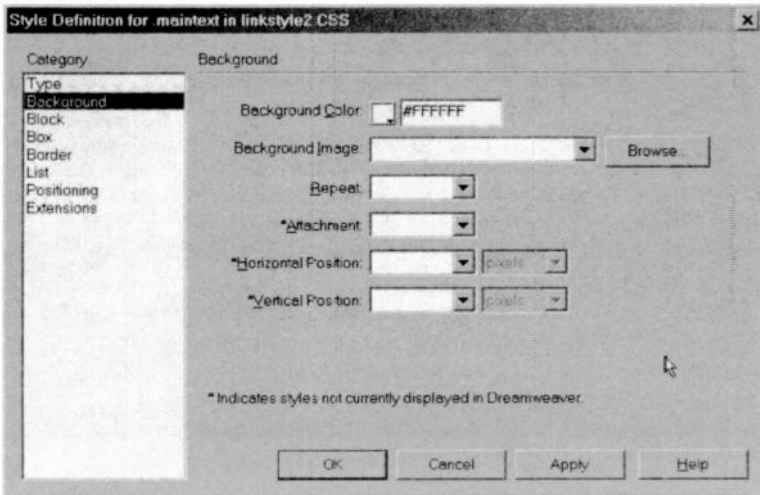 Style Definition for .maintext in linkstyle2 CSS
Category
Type
Background
Block
Box
Border
List
Positioning
Extensions
Background
Background Color: #FFFFFF
Background Image: Browse...
Repeat:
*Attachment:
*Horizontal Position: pixels
*Vertical Position: pixels
* Indicates styles not currently displayed in Dreamweaver.
OK Cancel Apply Help